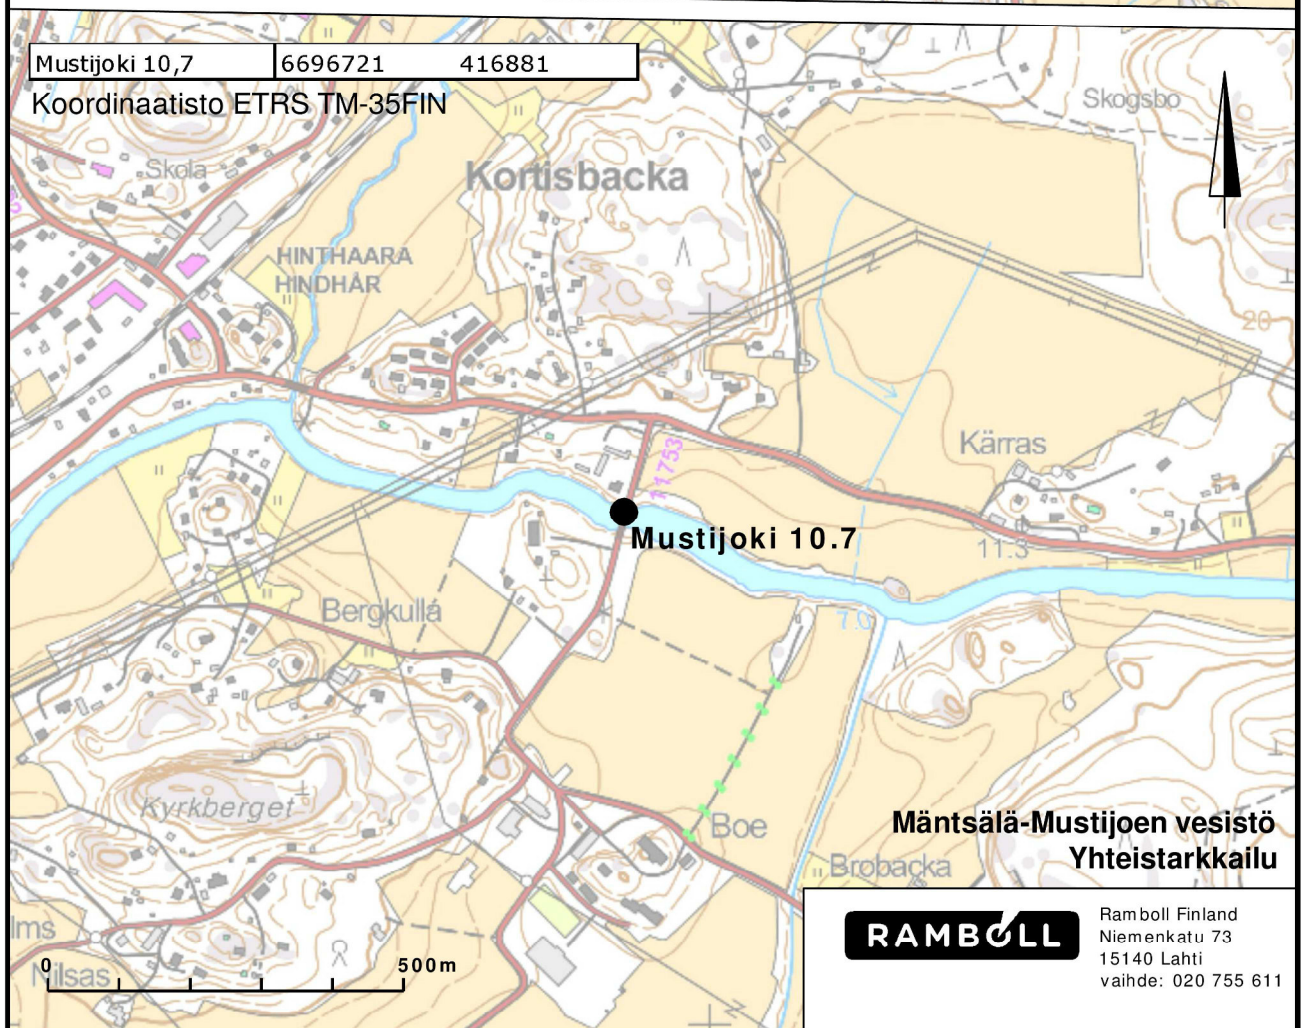 Mustijoki 10,7 6696721 416881
Koordinaatisto ETRS TM-35FIN
Skogsbo
Skola
Kortisbacka
HINTHAARA
HINDHÅR
20
11753
Kärras
Mustijoki 10.7
11.3
Bergkulla
7.0
Kyrkberget
Boe
Mäntsälä-Mustijoen vesistö
Yhteistarkkailu
Brobacka
lms
Nilsas
0 500m
RAMBOLL
Ramboll Finland
Niemenkatu 73
15140 Lahti
vaihde: 020 755 611